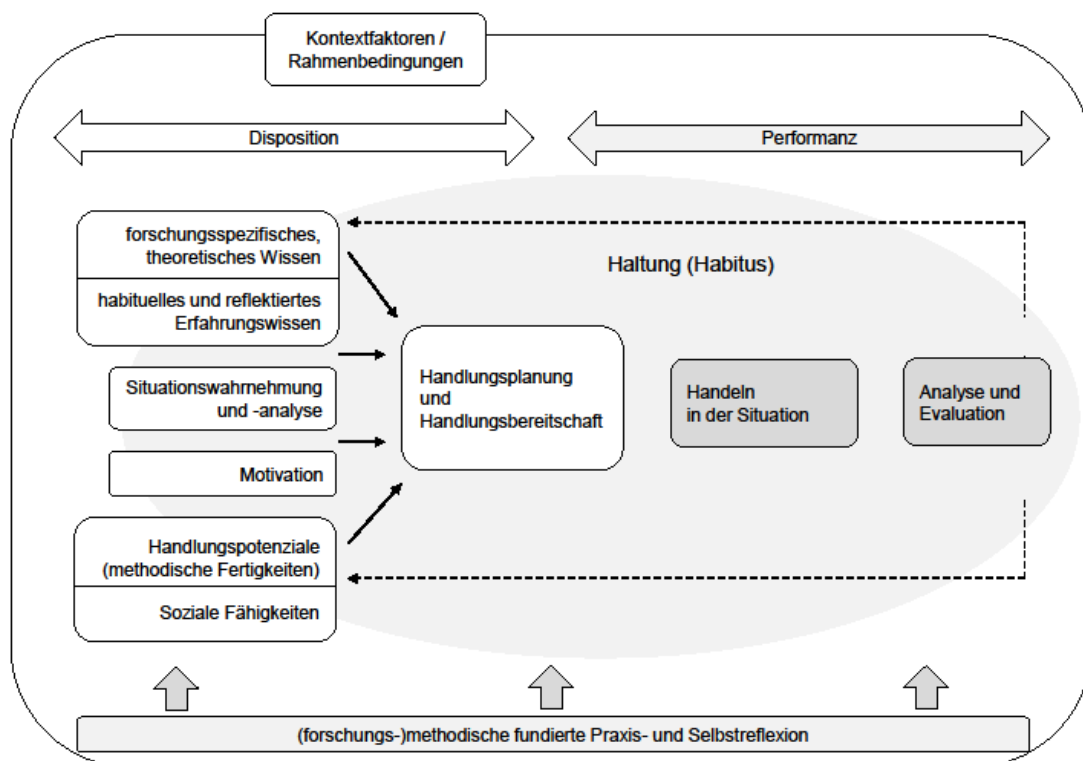 Kontextfaktoren /
Rahmenbedingungen
Disposition
Performanz
forschungsspezifisches,
theoretisches Wissen
habituelles und reflektiertes
Erfahrungswissen
Situationswahrnehmung
und -analyse
Motivation
Handlungspotenziale
(methodische Fertigkeiten)
Soziale Fähigkeiten
Haltung (Habitus)
Handlungsplanung
und
Handlungsbereitschaft
Handeln
in der Situation
Analyse und
Evaluation
(forschungs-)methodische fundierte Praxis- und Selbstreflexion